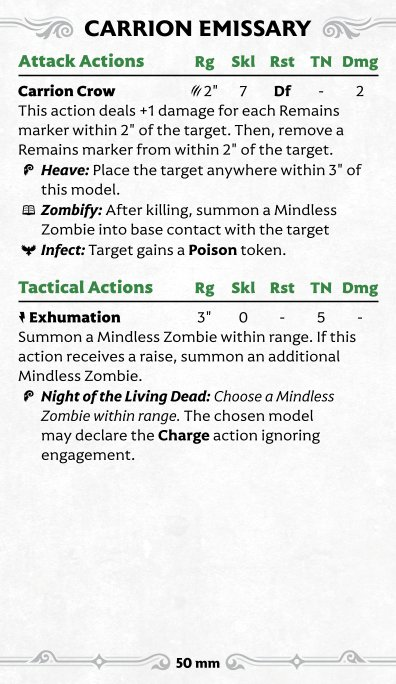 CARRION EMISSARY
Attack Actions Rg Skl Rst TN Dmg
Carrion Crow 2" 7 Df - 2
This action deals +1 damage for each Remains
marker within 2" of the target. Then, remove a
Remains marker from within 2" of the target.
Heave: Place the target anywhere within 3" of
this model.
Zombify: After killing, summon a Mindless
Zombie into base contact with the target
Infect: Target gains a Poison token.
Tactical Actions Rg Skl Rst TN Dmg
Exhumation 3" 0 - 5 -
Summon a Mindless Zombie within range. If this
action receives a raise, summon an additional
Mindless Zombie.
Night of the Living Dead: Choose a Mindless
Zombie within range. The chosen model
may declare the Charge action ignoring
engagement.
50 mm